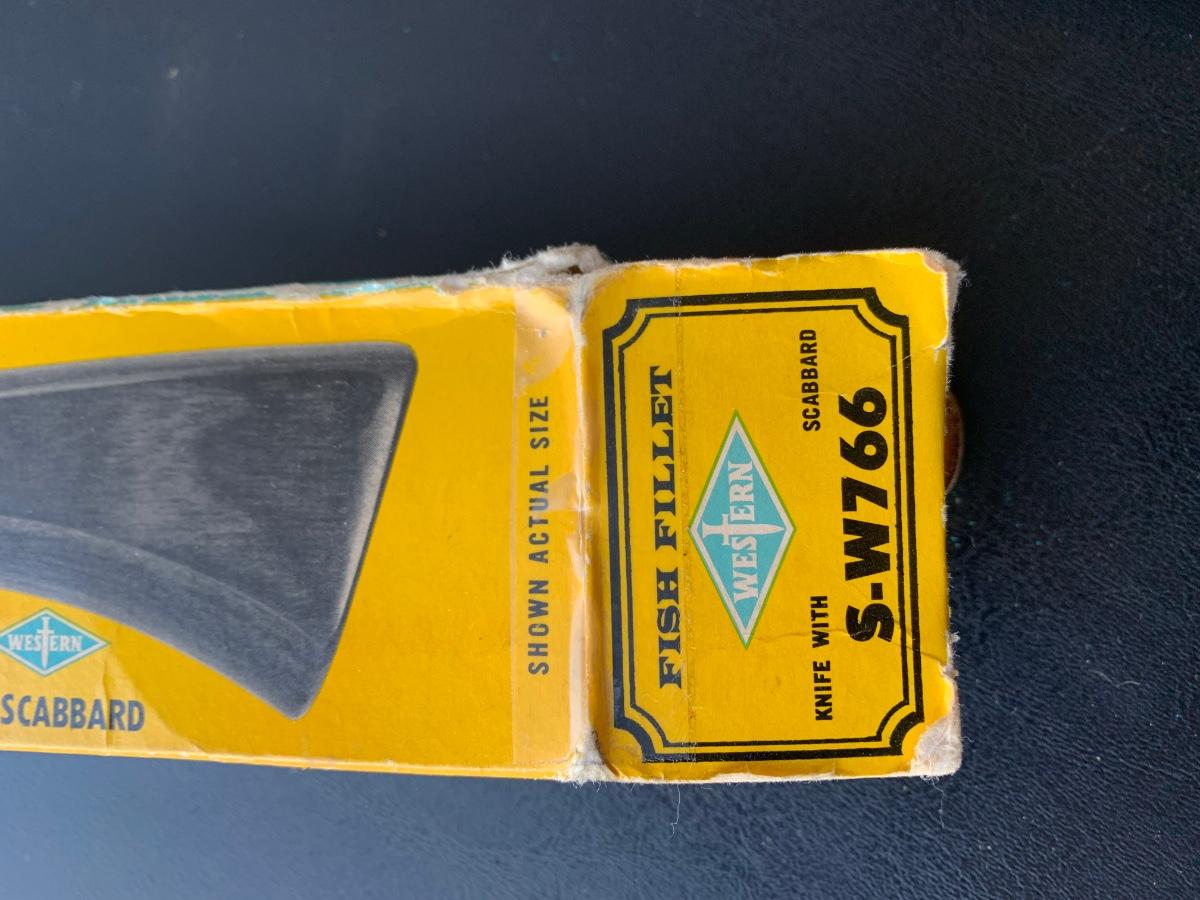 WESTERN
SCABBARD
SHOWN ACTUAL SIZE
FISH FILLET
WESTERN
KNIFE WITH SCABBARD
S-W766